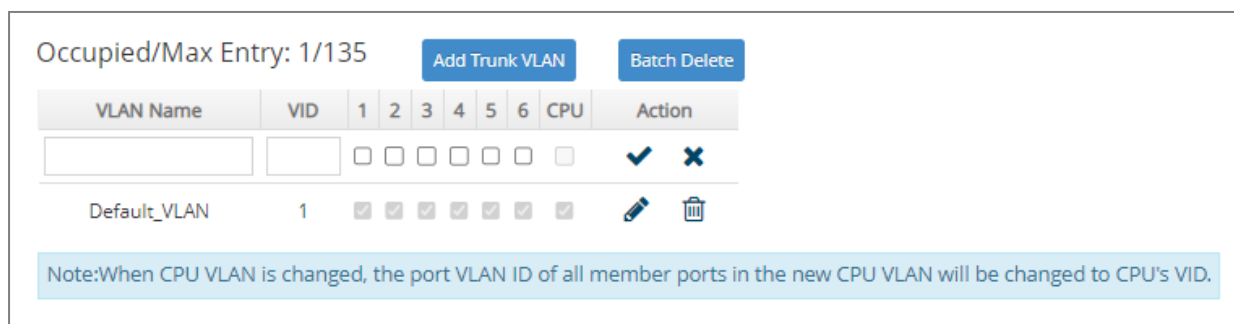 Occupied/Max Entry: 1/135 Add Trunk VLAN Batch Delete
VLAN Name VID 1 2 3 4 5 6 CPU Action
Default_VLAN 1
Note:When CPU VLAN is changed, the port VLAN ID of all member ports in the new CPU VLAN will be changed to CPU's VID.